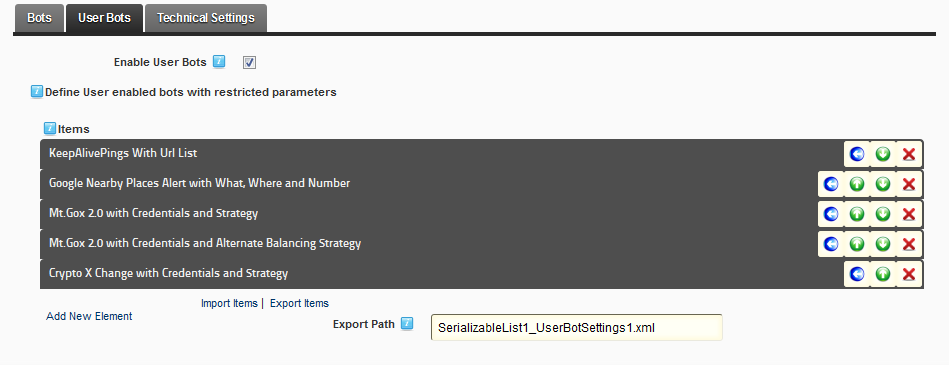 Bots User Bots Technical Settings
Enable User Bots
Define User enabled bots with restricted parameters
Items
KeepAlivePings With Url List
Google Nearby Places Alert with What, Where and Number
Mt.Gox 2.0 with Credentials and Strategy
Mt.Gox 2.0 with Credentials and Alternate Balancing Strategy
Crypto X Change with Credentials and Strategy
Import Items | Export Items
Add New Element
Export Path SerializableList1_UserBotSettings1.xml